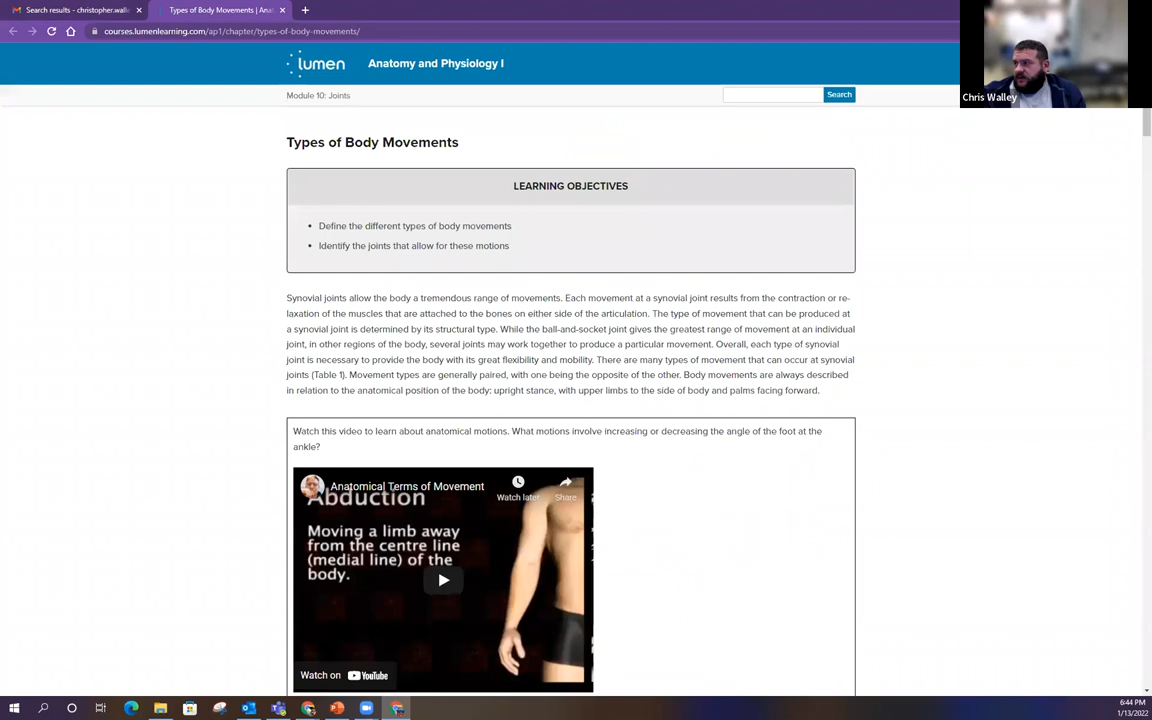 Search results - christopher.walle
Types of Body Movements | Anat
courses.lumenlearning.com/ap1/chapter/types-of-body-movements/
lumen
Anatomy and Physiology I
Chris Walley
Module 10: Joints
Search
Types of Body Movements
LEARNING OBJECTIVES
• Define the different types of body movements
• Identify the joints that allow for these motions
Synovial joints allow the body a tremendous range of movements. Each movement at a synovial joint results from the contraction or re-
laxation of the muscles that are attached to the bones on either side of the articulation. The type of movement that can be produced at
a synovial joint is determined by its structural type. While the ball-and-socket joint gives the greatest range of movement at an individual
joint, in other regions of the body, several joints may work together to produce a particular movement. Overall, each type of synovial
joint is necessary to provide the body with its great flexibility and mobility. There are many types of movement that can occur at synovial
joints (Table 1). Movement types are generally paired, with one being the opposite of the other. Body movements are always described
in relation to the anatomical position of the body: upright stance, with upper limbs to the side of body and palms facing forward.
Watch this video to learn about anatomical motions. What motions involve increasing or decreasing the angle of the foot at the
ankle?
Anatomical Terms of Movement
Watch later
Share
Abduction
Moving a limb away
from the centre line
(medial line) of the
body.
Watch on YouTube
6:44 PM
1/13/2022